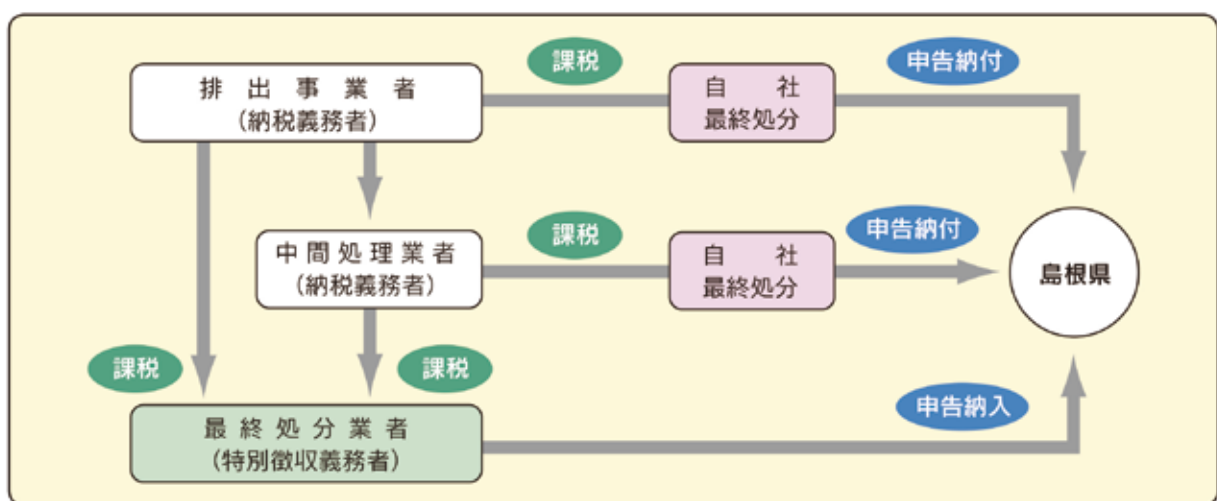 課税
申告納付
排出事業者
(納税義務者)
自社
最終処分
中間処理業者
(納税義務者)
課税
自社
最終処分
申告納付
島根県
課税
課税
最終処分業者
(特別徴収義務者)
申告納入